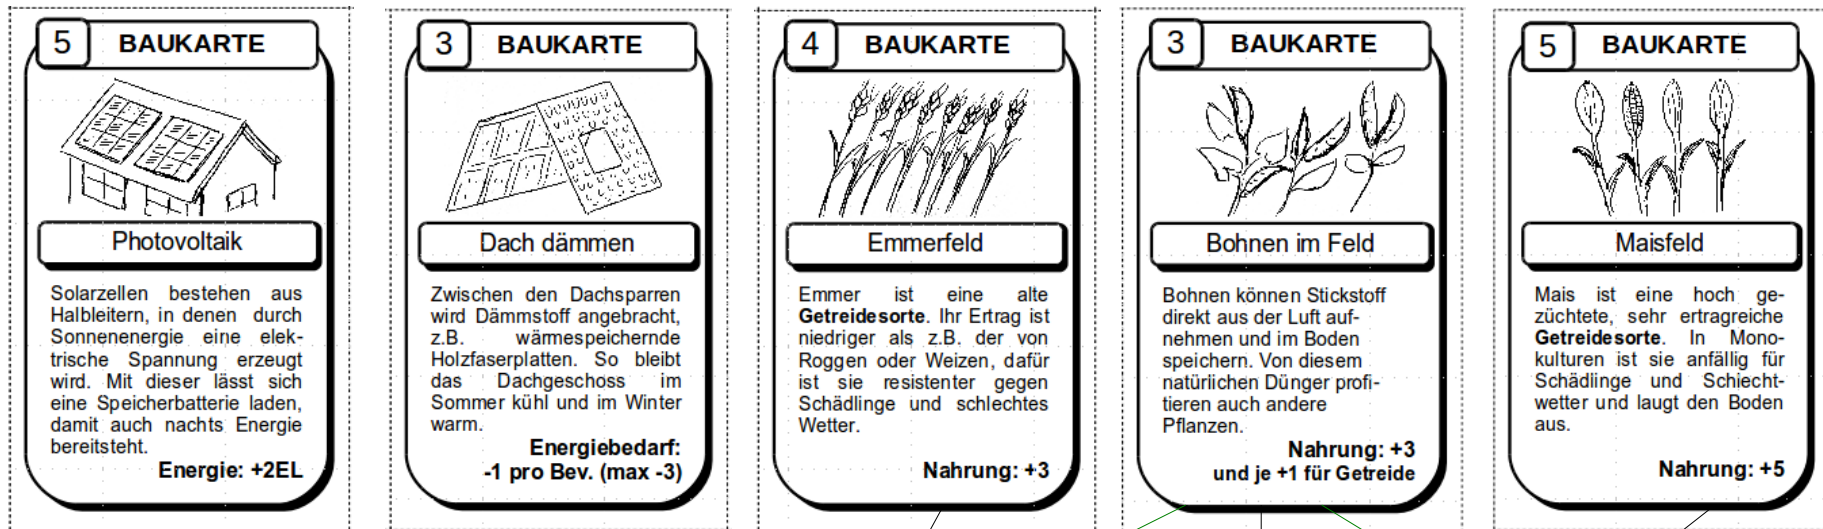 5
BAUKARTE
Photovoltaik
Solarzellen bestehen aus
Halbleitern, in denen durch
Sonnenenergie eine elek-
trische Spannung erzeugt
wird. Mit dieser lässt sich
eine Speicherbatterie laden,
damit auch nachts Energie
bereitsteht.
Energie: +2EL
3
BAUKARTE
Dach dämmen
Zwischen den Dachsparren
wird Dämmstoff angebracht,
z.B. wärmespeichernde
Holzfaserplatten. So bleibt
das Dachgeschoss im
Sommer kühl und im Winter
warm.
Energiebedarf:
-1 pro Bev. (max -3)
4
BAUKARTE
Emmerfeld
Emmer ist eine alte
Getreidesorte. Ihr Ertrag ist
niedriger als z.B. der von
Roggen oder Weizen, dafür
ist sie resistenter gegen
Schädlinge und schlechtes
Wetter.
Nahrung: +3
3
BAUKARTE
Bohnen im Feld
Bohnen können Stickstoff
direkt aus der Luft auf-
nehmen und im Boden
speichern. Von diesem
natürlichen Dünger profi-
tieren auch andere
Pflanzen.
Nahrung: +3
und je +1 für Getreide
5
BAUKARTE
Maisfeld
Mais ist eine hoch ge-
züchtete, sehr ertragreiche
Getreidesorte. In Mono-
kulturen ist sie anfällig für
Schädlinge und Schlecht-
wetter und laugt den Boden
aus.
Nahrung: +5